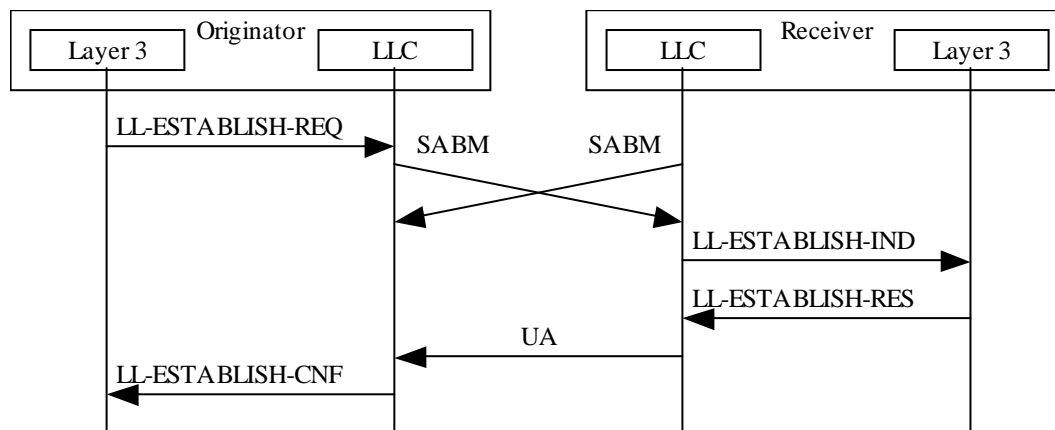 Originator
Receiver
Layer 3
LLC
LLC
Layer 3
LL-ESTABLISH-REQ
SABM
SABM
LL-ESTABLISH-IND
LL-ESTABLISH-RES
UA
LL-ESTABLISH-CNF